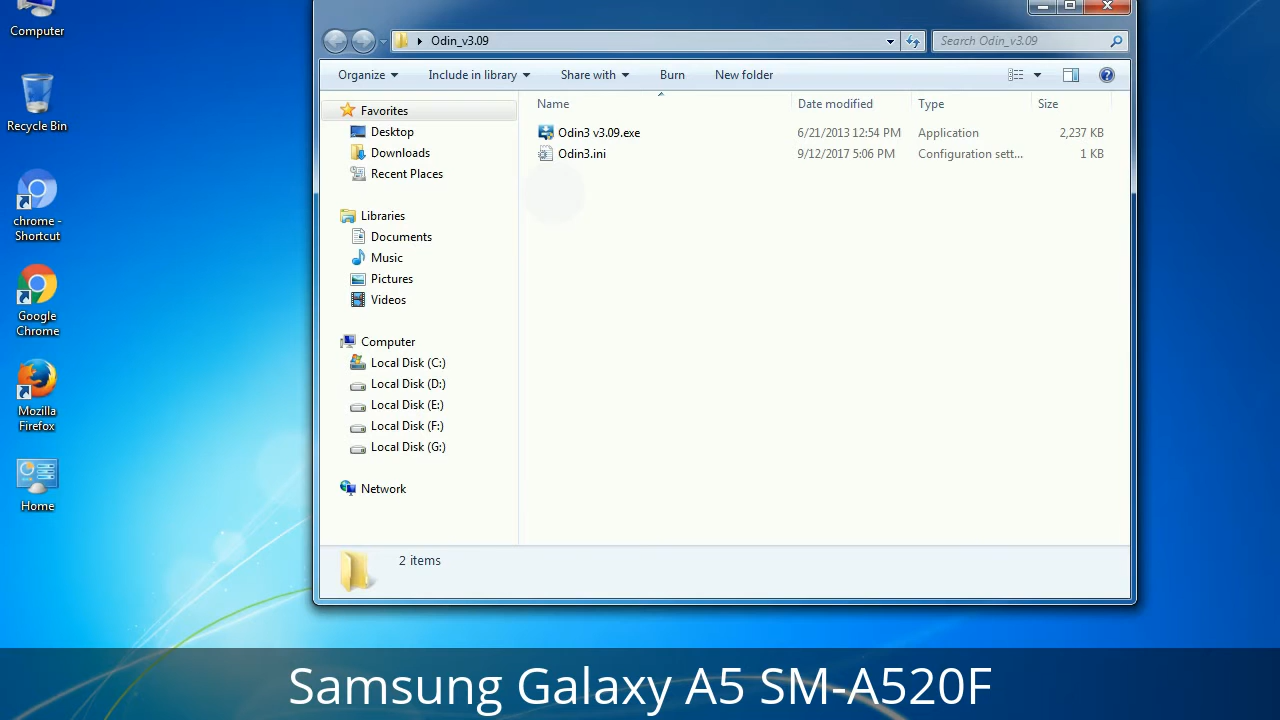 Computer
Recycle Bin
chrome -
Shortcut
Google
Chrome
Mozilla
Firefox
Home
Odin_v3.09
Search Odin_v3.09
Organize
Include in library
Share with
Burn
New folder
Favorites
Desktop
Downloads
Recent Places
Libraries
Documents
Music
Pictures
Videos
Computer
Local Disk (C:)
Local Disk (D:)
Local Disk (E:)
Local Disk (F:)
Local Disk (G:)
Network
Name Date modified Type Size
Odin3 v3.09.exe 6/21/2013 12:54 PM Application 2,237 KB
Odin3.ini 9/12/2017 5:06 PM Configuration sett... 1 KB
2 items
Samsung Galaxy A5 SM-A520F